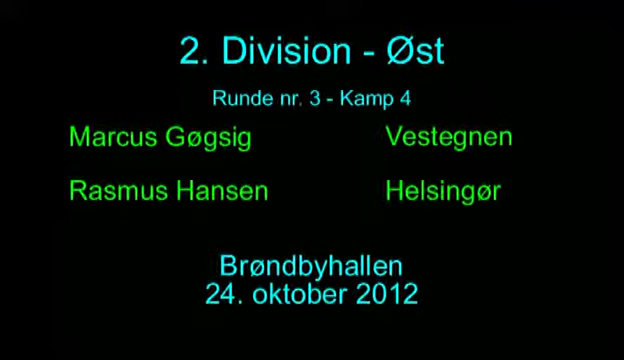 2. Division - Øst
Runde nr. 3 - Kamp 4
Marcus Gøgsig Vestegnen
Rasmus Hansen Helsingør
Brøndbyhallen
24. oktober 2012